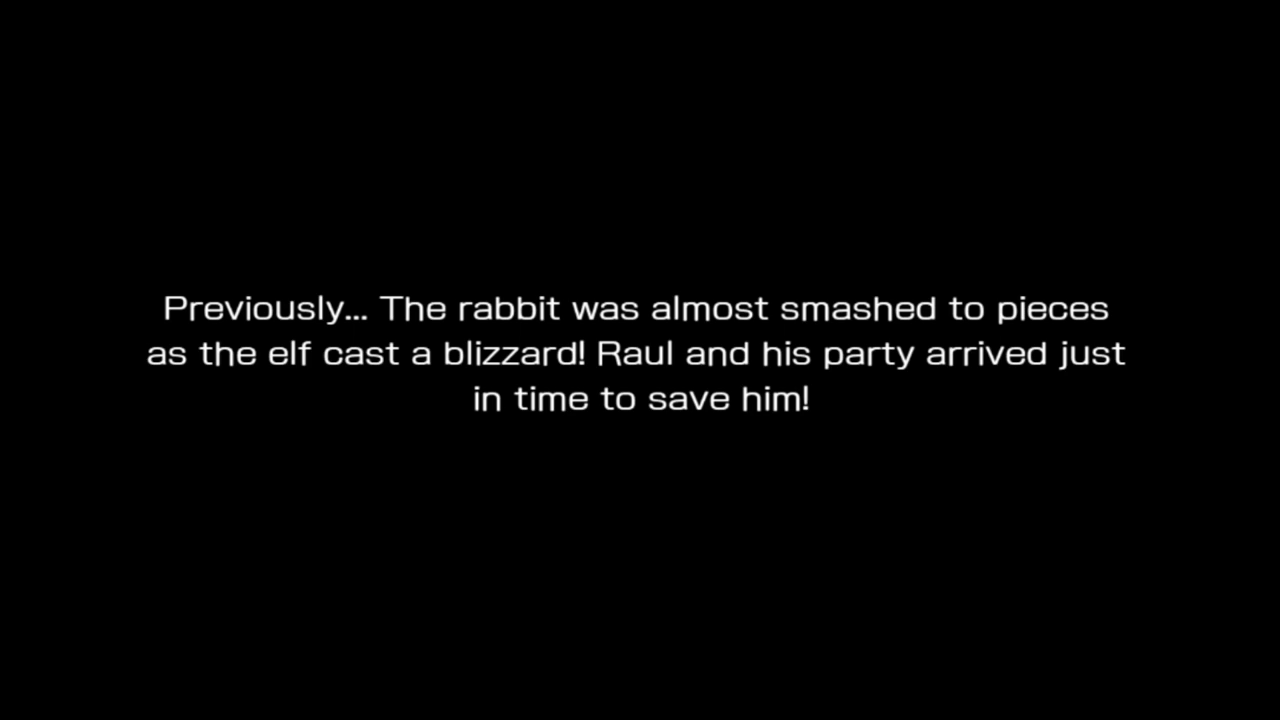 Previously... The rabbit was almost smashed to pieces
as the elf cast a blizzard! Raul and his party arrived just
in time to save him!